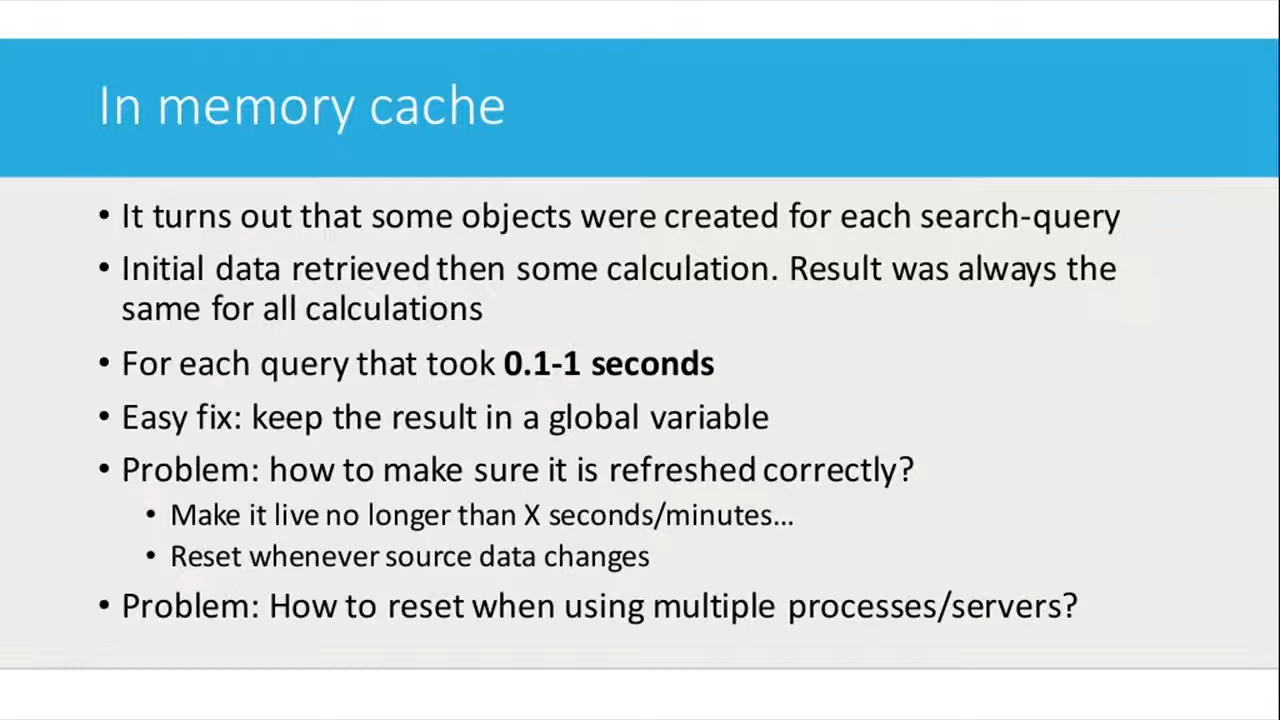 In memory cache
• It turns out that some objects were created for each search-query
• Initial data retrieved then some calculation. Result was always the
same for all calculations
• For each query that took 0.1-1 seconds
• Easy fix: keep the result in a global variable
• Problem: how to make sure it is refreshed correctly?
• Make it live no longer than X seconds/minutes…
• Reset whenever source data changes
• Problem: How to reset when using multiple processes/servers?